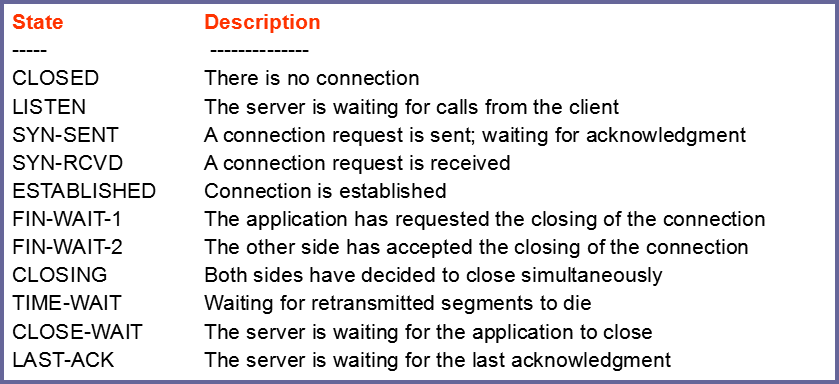 State Description
----- --------------
CLOSED There is no connection
LISTEN The server is waiting for calls from the client
SYN-SENT A connection request is sent; waiting for acknowledgment
SYN-RCVD A connection request is received
ESTABLISHED Connection is established
FIN-WAIT-1 The application has requested the closing of the connection
FIN-WAIT-2 The other side has accepted the closing of the connection
CLOSING Both sides have decided to close simultaneously
TIME-WAIT Waiting for retransmitted segments to die
CLOSE-WAIT The server is waiting for the application to close
LAST-ACK The server is waiting for the last acknowledgment